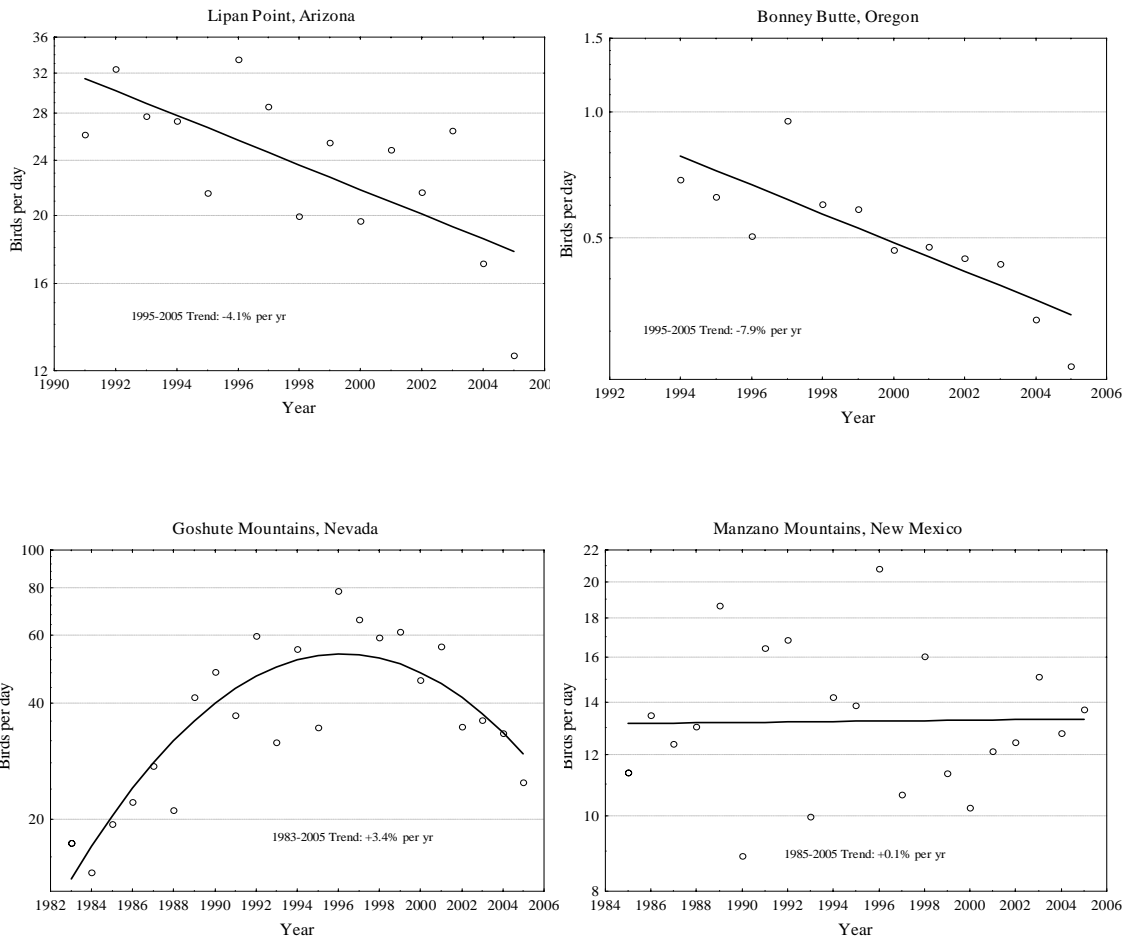 Lipan Point, Arizona
36
32
28
24
20
16
12
Birds per day
1995-2005 Trend: -4.1% per yr
1990 1992 1994 1996 1998 2000 2002 2004 200
Year
Bonney Butte, Oregon
1.5
1.0
0.5
Birds per day
1995-2005 Trend: -7.9% per yr
1992 1994 1996 1998 2000 2002 2004 2006
Year
Goshute Mountains, Nevada
100
80
60
40
20
Birds per day
1983-2005 Trend: +3.4% per yr
1982 1984 1986 1988 1990 1992 1994 1996 1998 2000 2002 2004 2006
Year
Manzano Mountains, New Mexico
22
20
18
16
14
12
10
8
Birds per day
1985-2005 Trend: +0.1% per yr
1984 1986 1988 1990 1992 1994 1996 1998 2000 2002 2004 2006
Year